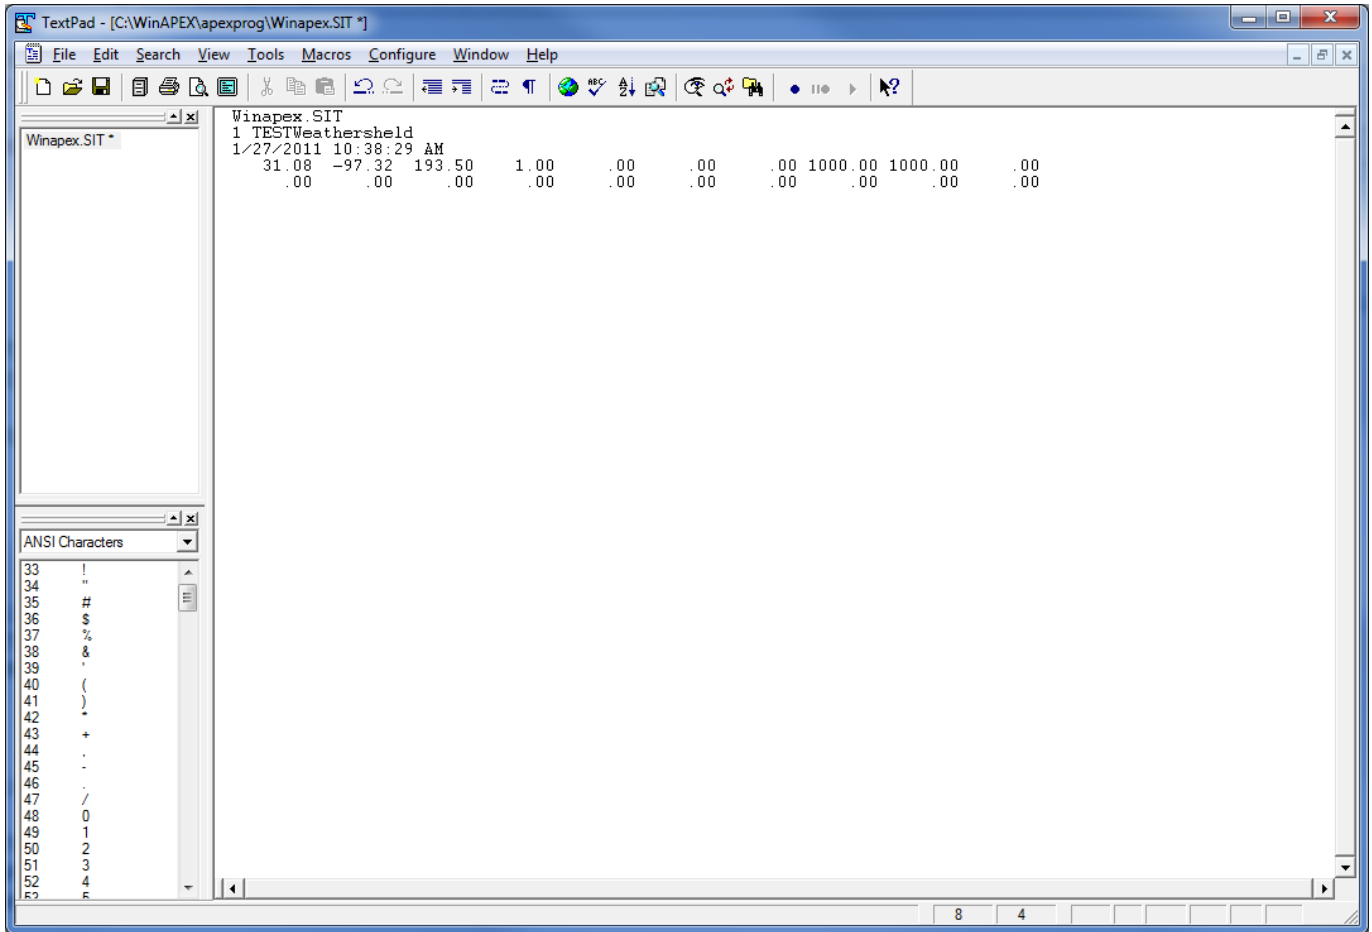 TextPad - [C:\WinAPEX\apexprog\Winapex.SIT *]
File Edit Search View Tools Macros Configure Window Help
Winapex.SIT *
Winapex.SIT
1 TESTWeathersheld
1/27/2011 10:38:29 AM
31.08 -97.32 193.50 1.00 .00 .00 .00 1000.00 1000.00 .00
.00 .00 .00 .00 .00 .00 .00 .00 .00 .00
ANSI Characters
33 !
34 "
35 #
36 $
37 %
38 &
39 '
40 (
41 )
42 *
43 +
44 ,
45 -
46 .
47 /
48 0
49 1
50 2
51 3
52 4
53 5
8 4